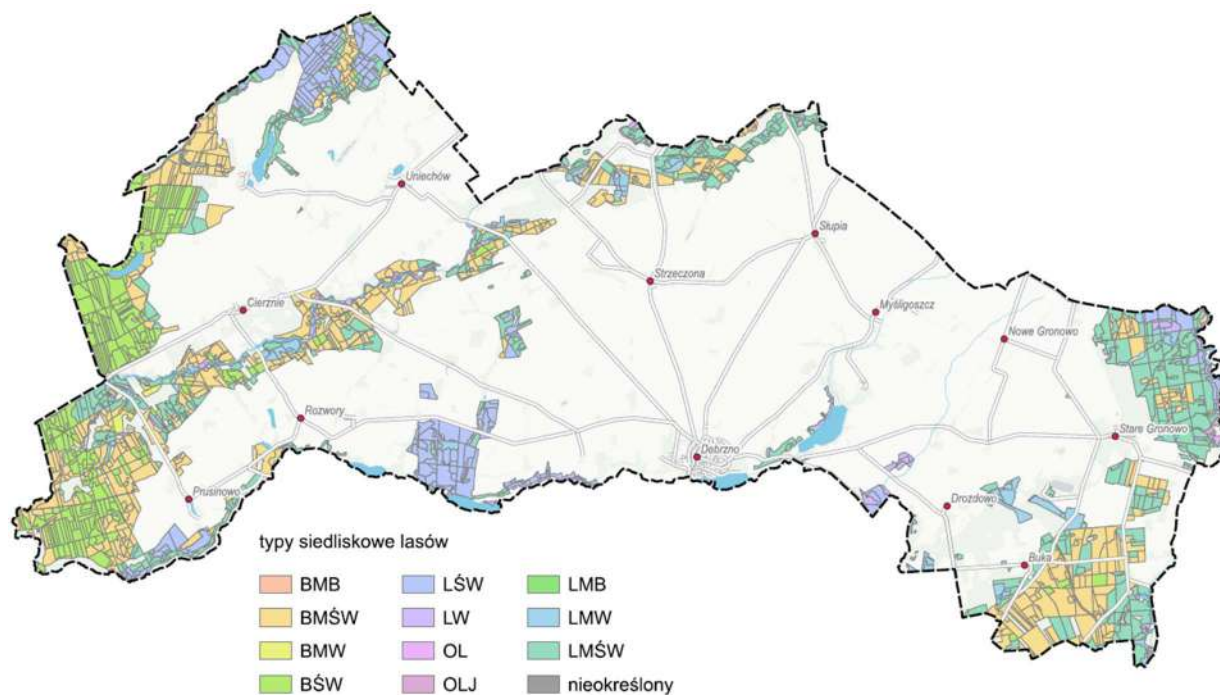 Uniechów
Słupia
Strzeczona
Cierznie
Myśligoszcz
Nowe Gronowo
Rozwory
Stare Gronowo
Debrzno
Prusinowo
Drozdowo
Buka
typy siedliskowe lasów
BMB
LŚW
LMB
BMŚW
LW
LMW
BMW
OL
LMŚW
BŚW
OLJ
nieokreślony